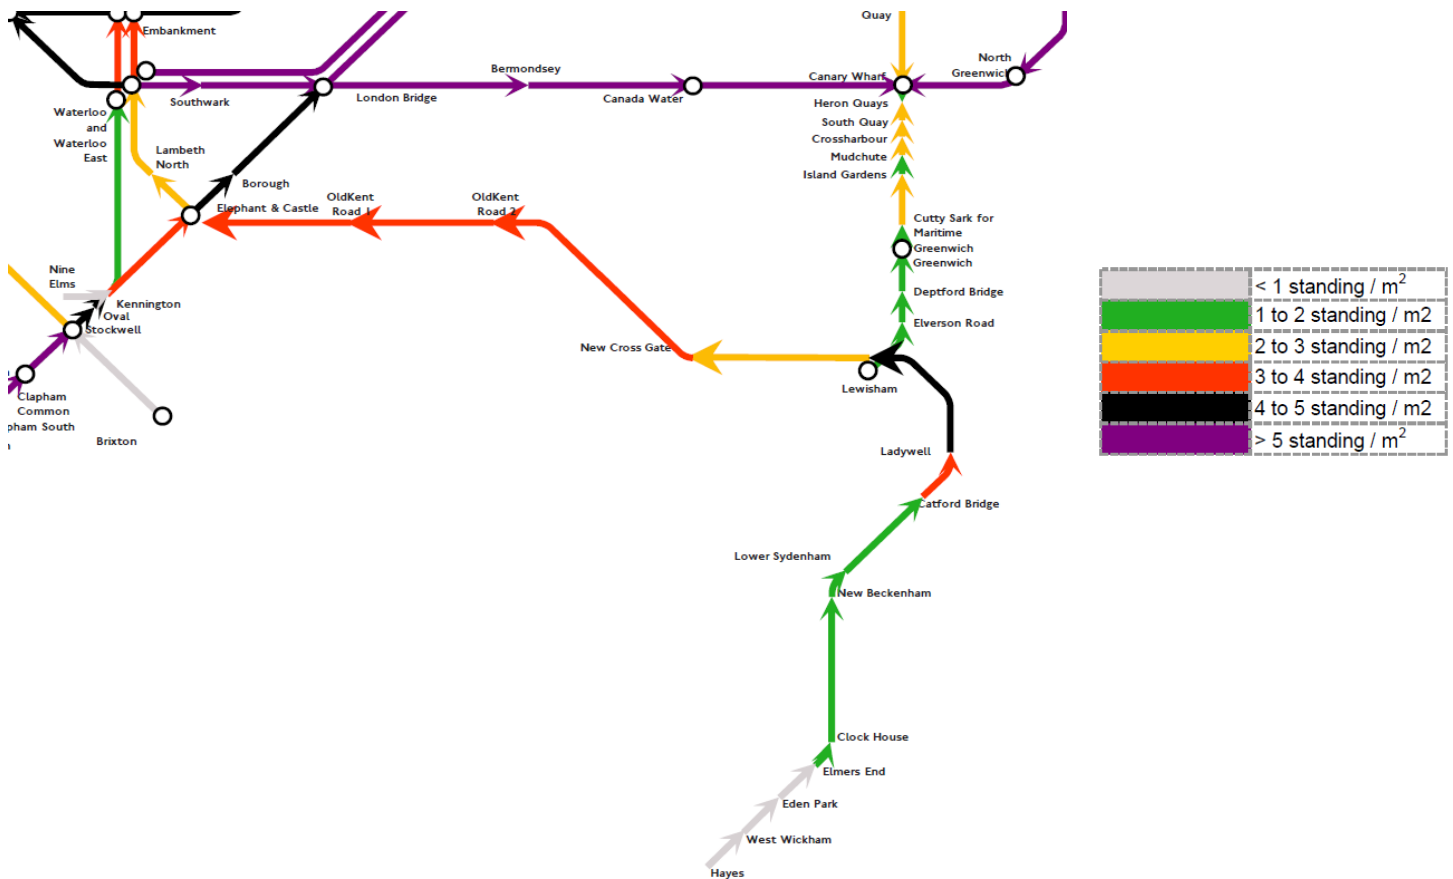 Quay
Embankment
North
Greenwich
Bermondsey
Canary Wharf
Southwark
London Bridge
Canada Water
Heron Quays
Waterloo
and
Waterloo
East
South Quay
Crossharbour
Lambeth
North
Mudchute
Island Gardens
Borough
OldKent
Road 1
OldKent
Road 2
Elephant & Castle
Cutty Sark for
Maritime
Greenwich
Greenwich
Nine
Elms
Kennington
Oval
Stockwell
Deptford Bridge
Elverson Road
New Cross Gate
Lewisham
Clapham
Common
pham South
Brixton
Ladywell
Catford Bridge
Lower Sydenham
New Beckenham
Clock House
Elmers End
Eden Park
West Wickham
Hayes
< 1 standing / m²
1 to 2 standing / m2
2 to 3 standing / m2
3 to 4 standing / m2
4 to 5 standing / m2
> 5 standing / m²